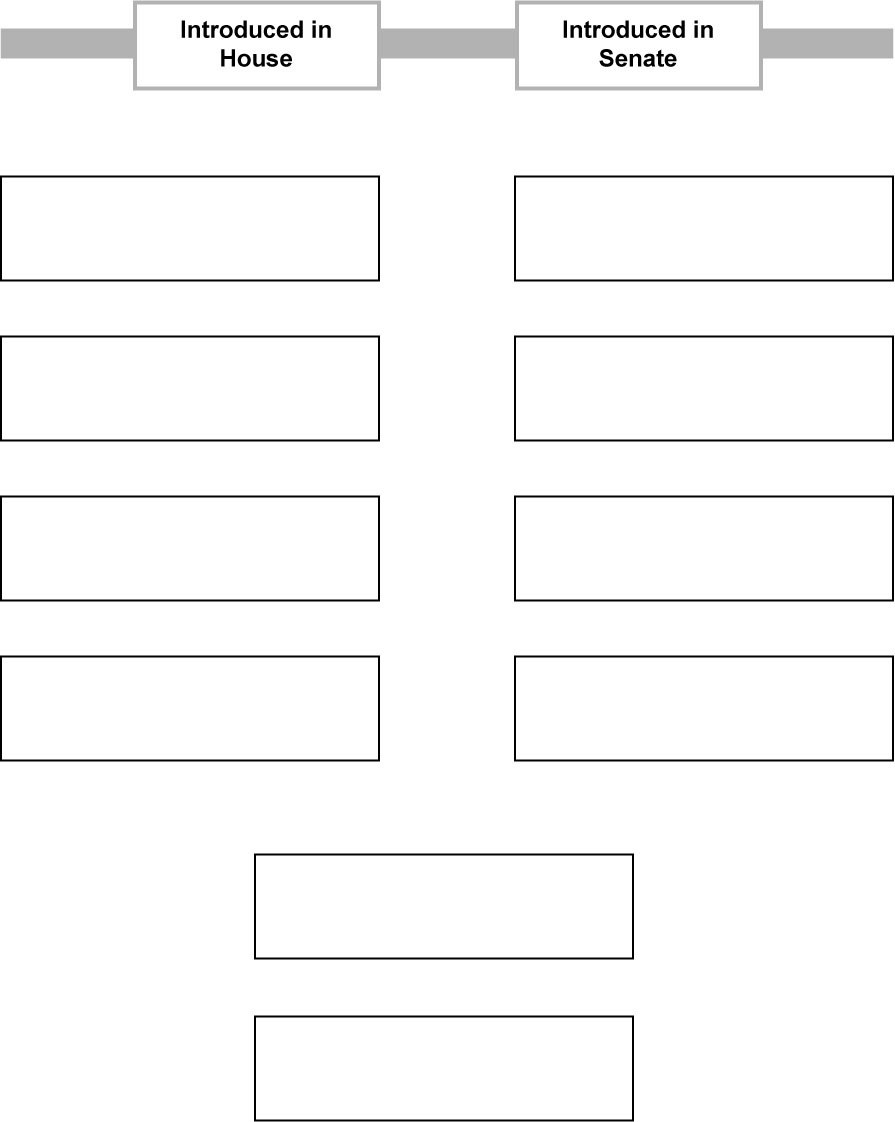 Introduced in
House
Introduced in
Senate